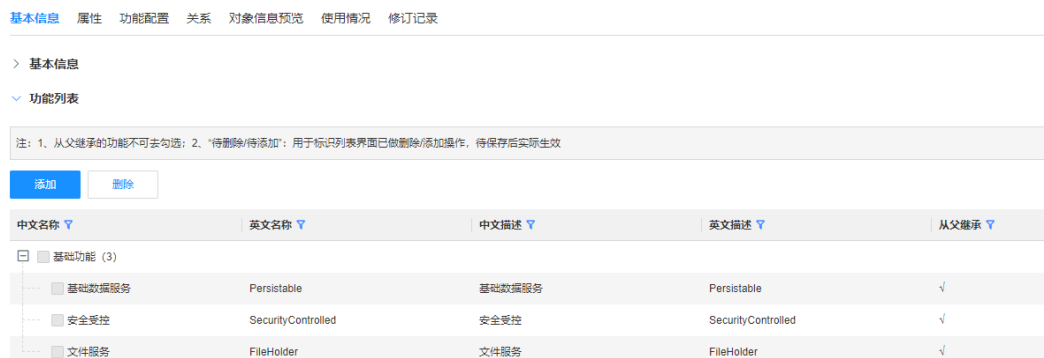 基本信息 属性 功能配置 关系 对象信息预览 使用情况 修订记录
基本信息
功能列表
注：1、从父继承的功能不可去勾选；2、“待删除/待添加”：用于标识列表界面已做删除/添加操作，待保存后实际生效
添加 删除
中文名称 英文名称 中文描述 英文描述 从父继承
基础功能（3）
基础数据服务 Persistable 基础数据服务 Persistable √
安全受控 SecurityControlled 安全受控 SecurityControlled √
文件服务 FileHolder 文件服务 FileHolder √